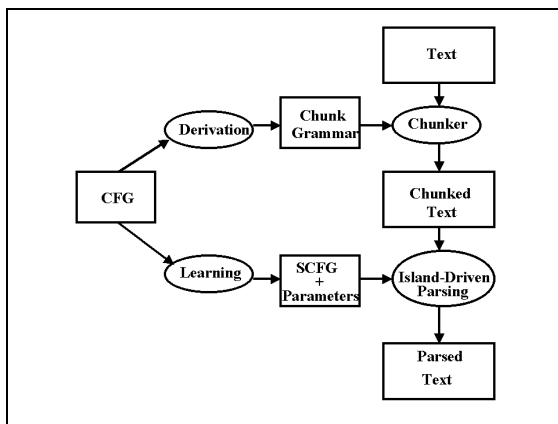 Text
Derivation
Chunk
Grammar
Chunker
CFG
Chunked
Text
Learning
SCFG
+
Parameters
Island-Driven
Parsing
Parsed
Text